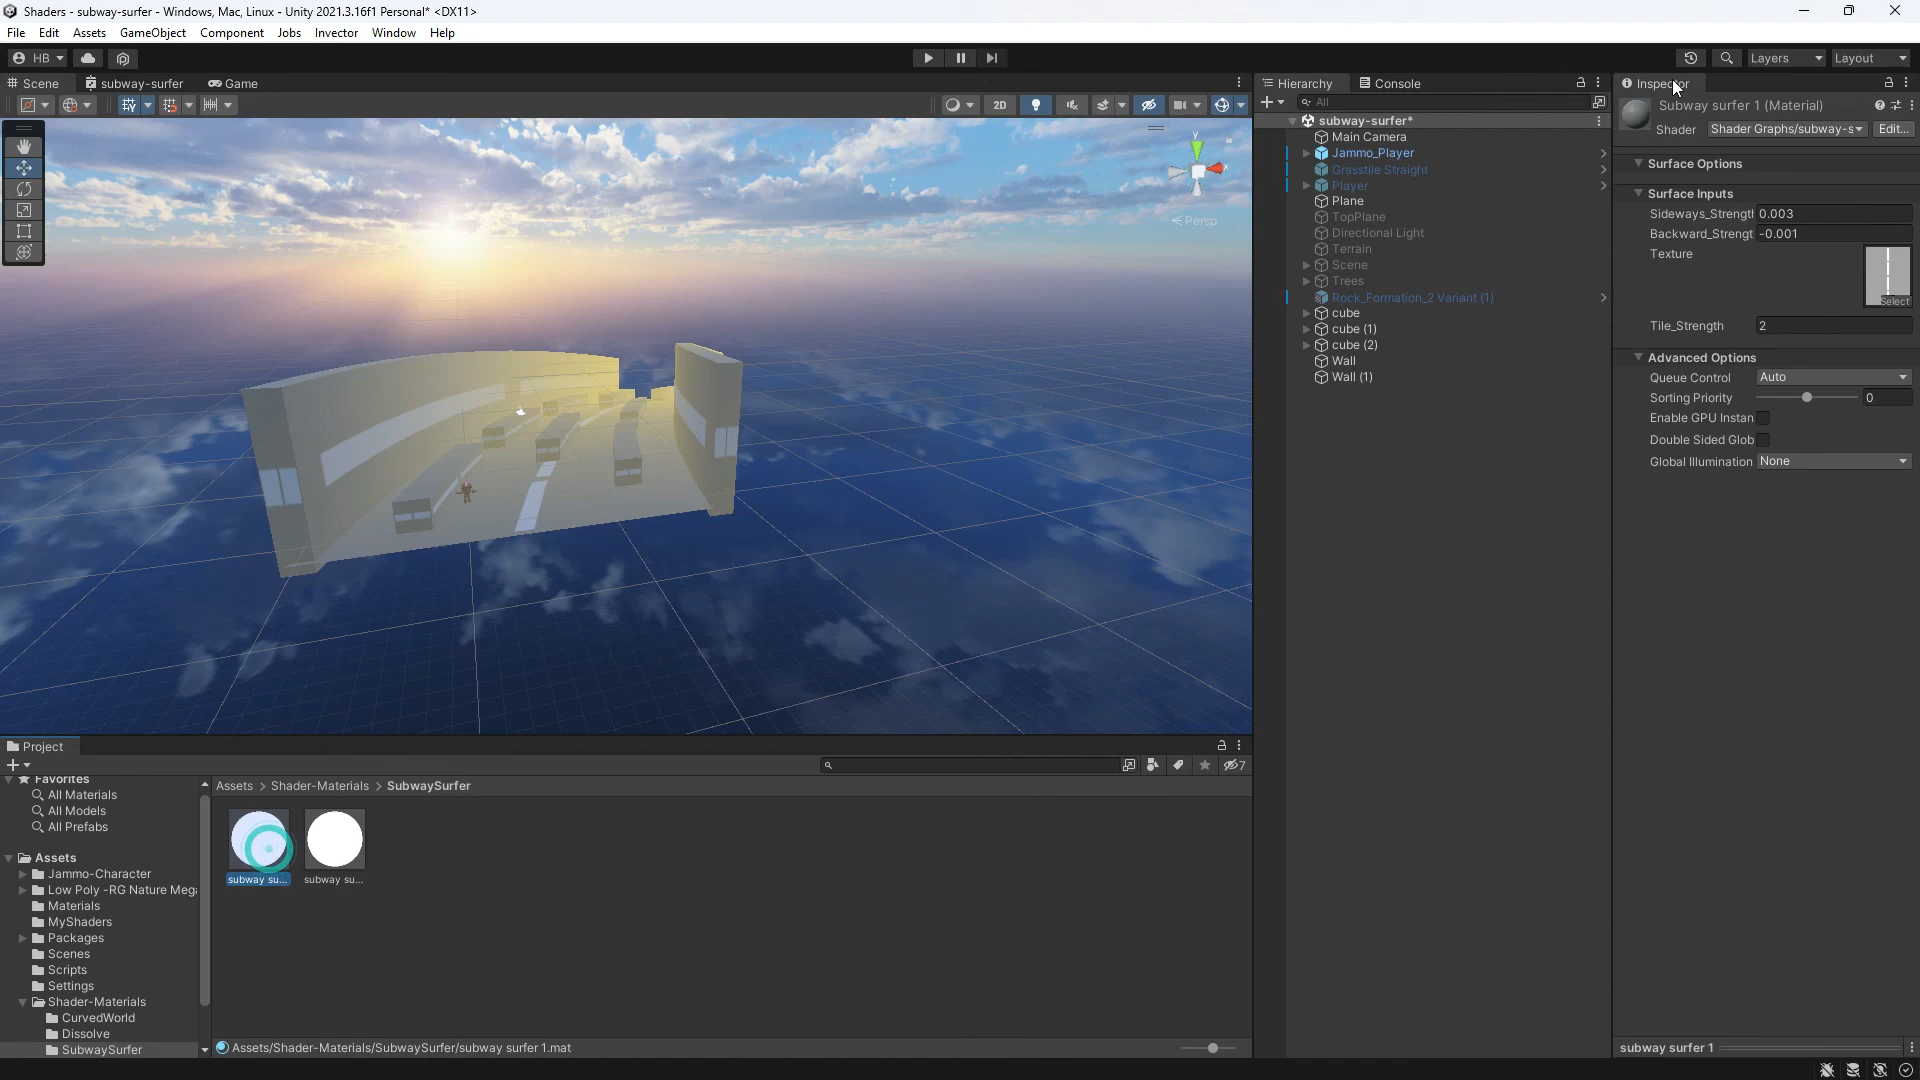 Shaders - subway-surfer - Windows, Mac, Linux - Unity 2021.3.16f1 Personal* <DX11>
File Edit Assets GameObject Component Jobs Invector Window Help
HB Layers Layout
Scene subway-surfer Game
2D
y
x
Persp
Hierarchy Console
All
subway-surfer*
Main Camera
Jammo_Player
Grasstile Straight
Player
Plane
TopPlane
Directional Light
Terrain
Scene
Trees
Rock_Formation_2 Variant (1)
cube
cube (1)
cube (2)
Wall
Wall (1)
Inspector
Subway surfer 1 (Material)
Shader Shader Graphs/subway-s Edit...
Surface Options
Surface Inputs
Sideways_Strengt 0.003
Backward_Strengt -0.001
Texture
Select
Tile_Strength 2
Advanced Options
Queue Control Auto
Sorting Priority 0
Enable GPU Instan
Double Sided Glob
Global Illumination None
subway surfer 1
Project
7
Favorites
All Materials
All Models
All Prefabs
Assets
Jammo-Character
Low Poly -RG Nature Meg
Materials
MyShaders
Packages
Scenes
Scripts
Settings
Shader-Materials
CurvedWorld
Dissolve
SubwaySurfer
Assets > Shader-Materials > SubwaySurfer
subway su... subway su...
Assets/Shader-Materials/SubwaySurfer/subway surfer 1.mat